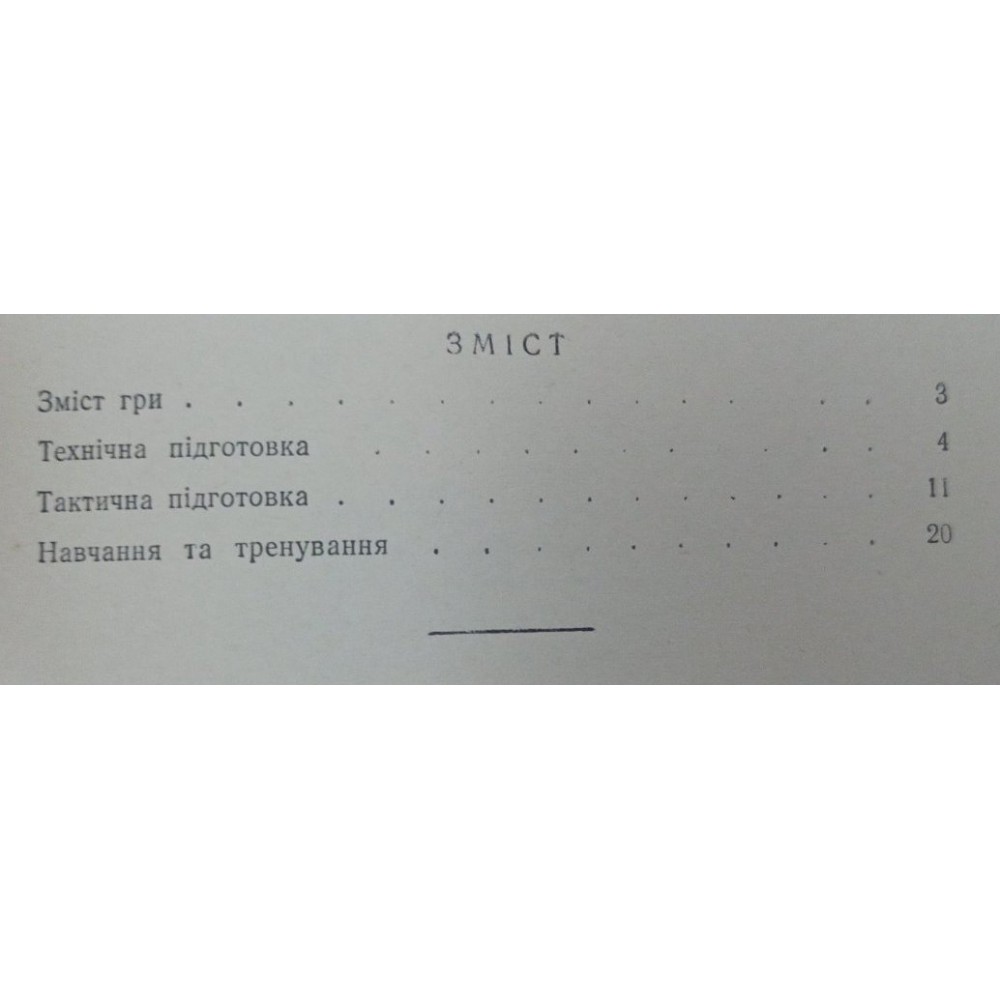 ЗМІСТ
Зміст гри . . . . . . . . . . . . . . 3
Технічна підготовка . . . . . . . . . . 4
Тактична підготовка . . . . . . . . . . . . 11
Навчання та тренування . . . . . . . . . . 20